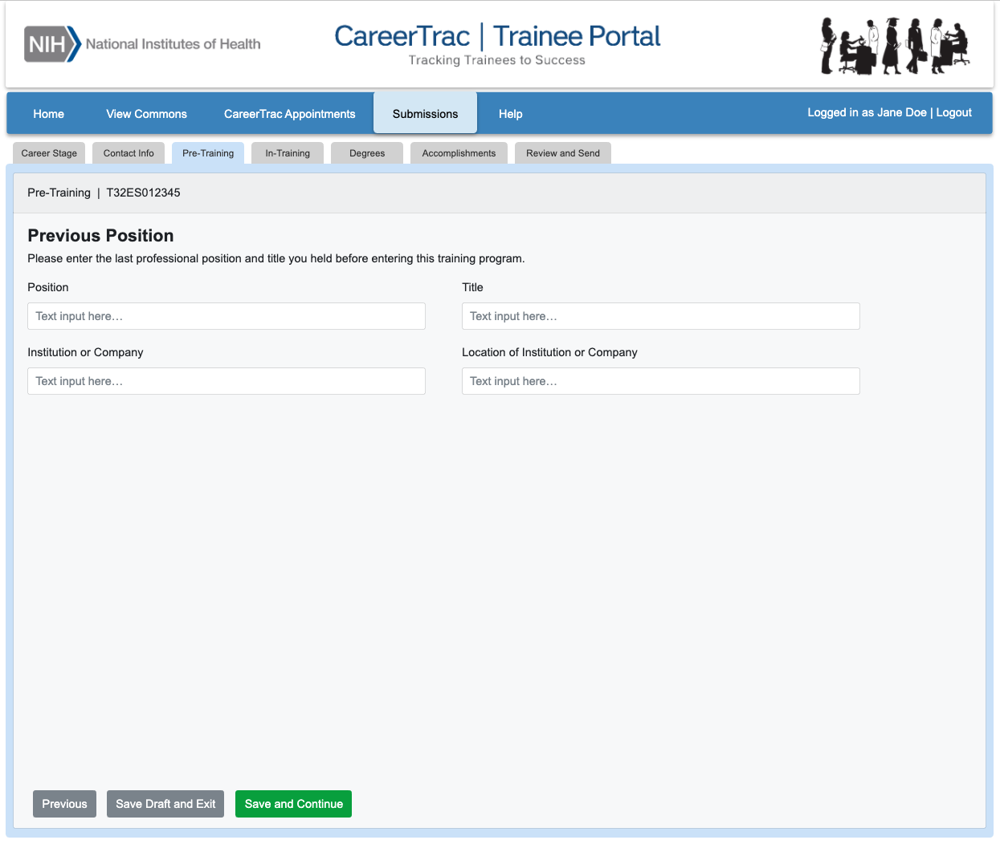 NIH National Institutes of Health
CareerTrac | Trainee Portal
Tracking Trainees to Success
Home View Commons CareerTrac Appointments Submissions Help Logged in as Jane Doe | Logout
Career Stage Contact Info Pre-Training In-Training Degrees Accomplishments Review and Send
Pre-Training | T32ES012345
Previous Position
Please enter the last professional position and title you held before entering this training program.
Position Title
Text input here… Text input here…
Institution or Company Location of Institution or Company
Text input here… Text input here…
Previous Save Draft and Exit Save and Continue